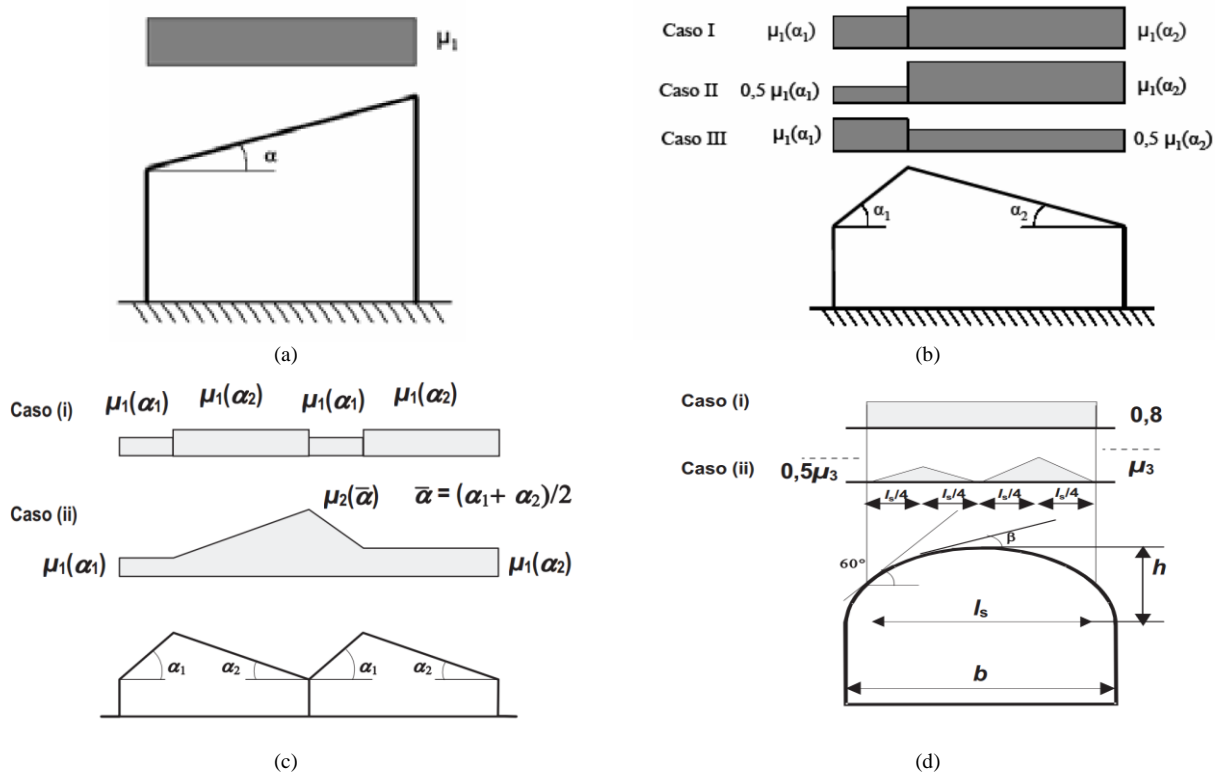 μ₁
α
(a)
Caso I μ₁(α₁) μ₁(α₂)
Caso II 0,5 μ₁(α₁) μ₁(α₂)
Caso III μ₁(α₁) 0,5 μ₁(α₂)
α₁ α₂
(b)
Caso (i) μ₁(α₁) μ₁(α₂) μ₁(α₁) μ₁(α₂)
μ₂(α̅) α̅ = (α₁+ α₂)/2
Caso (ii)
μ₁(α₁) μ₁(α₂)
α₁ α₂ α₁ α₂
(c)
Caso (i) 0,8
Caso (ii) 0,5μ₃ μ₃
lₛ/4 lₛ/4 lₛ/4 lₛ/4
β
60°
h
lₛ
b
(d)